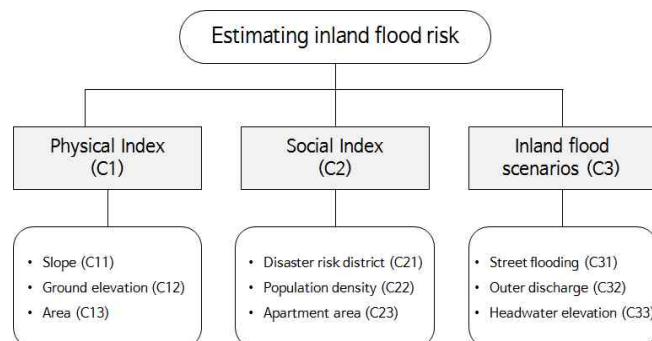 Estimating inland flood risk
Physical Index
(C1)
Social Index
(C2)
Inland flood
scenarios (C3)
• Slope (C11)
• Ground elevation (C12)
• Area (C13)
• Disaster risk district (C21)
• Population density (C22)
• Apartment area (C23)
• Street flooding (C31)
• Outer discharge (C32)
• Headwater elevation (C33)